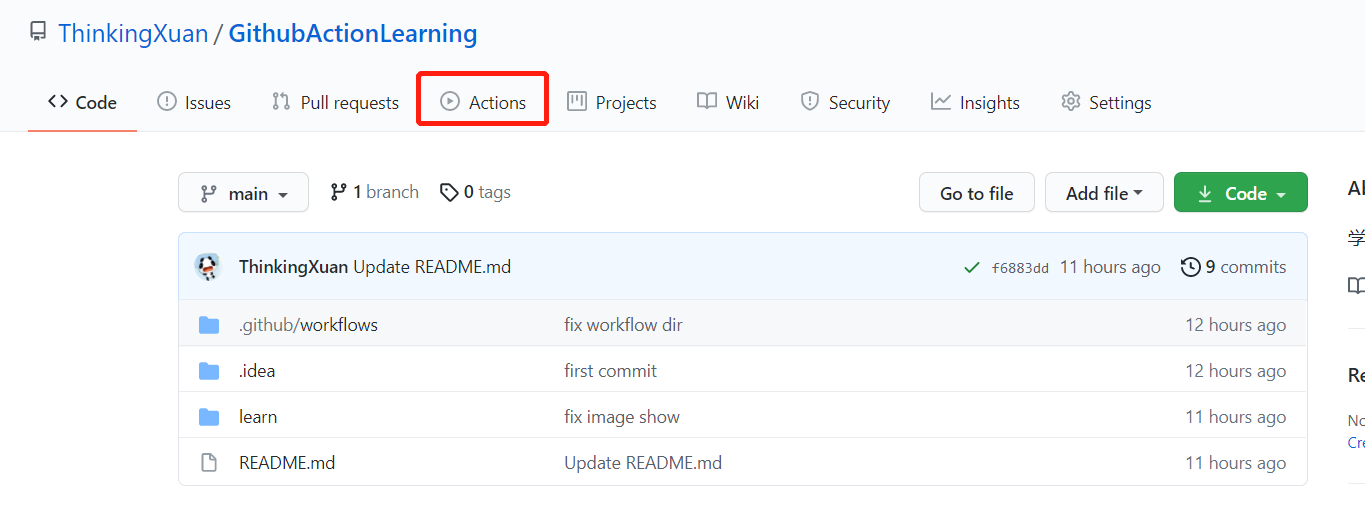 ThinkingXuan / GithubActionLearning
Code Issues Pull requests Actions Projects Wiki Security Insights Settings
main 1 branch 0 tags Go to file Add file Code
ThinkingXuan Update README.md f6883dd 11 hours ago 9 commits
.github/workflows fix workflow dir 12 hours ago
.idea first commit 12 hours ago
learn fix image show 11 hours ago
README.md Update README.md 11 hours ago
学
Re
No
Cre